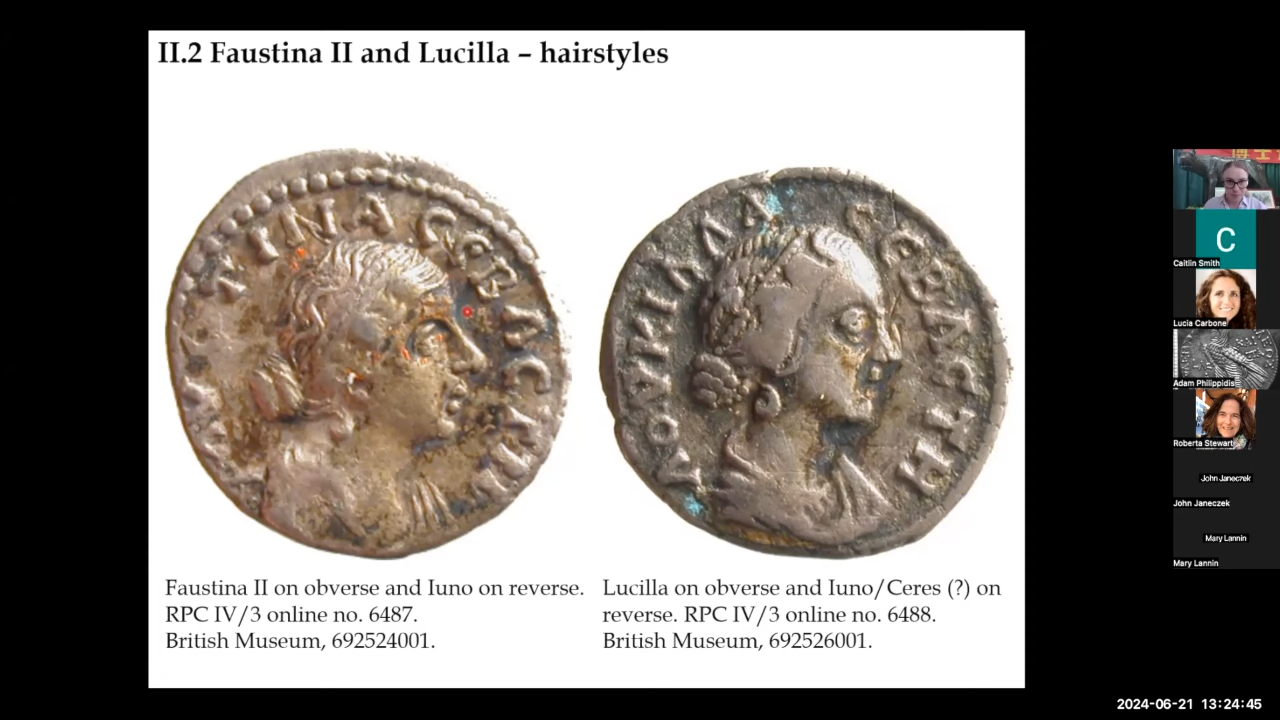 II.2 Faustina II and Lucilla – hairstyles
Faustina II on obverse and Iuno on reverse.
RPC IV/3 online no. 6487.
British Museum, 692524001.
Lucilla on obverse and Iuno/Ceres (?) on
reverse. RPC IV/3 online no. 6488.
British Museum, 692526001.
C
Caitlin Smith
Lucia Carbone
Adam Philippidis
Roberta Stewart
John Janeczek
John Janeczek
Mary Lannin
Mary Lannin
2024-06-21 13:24:45